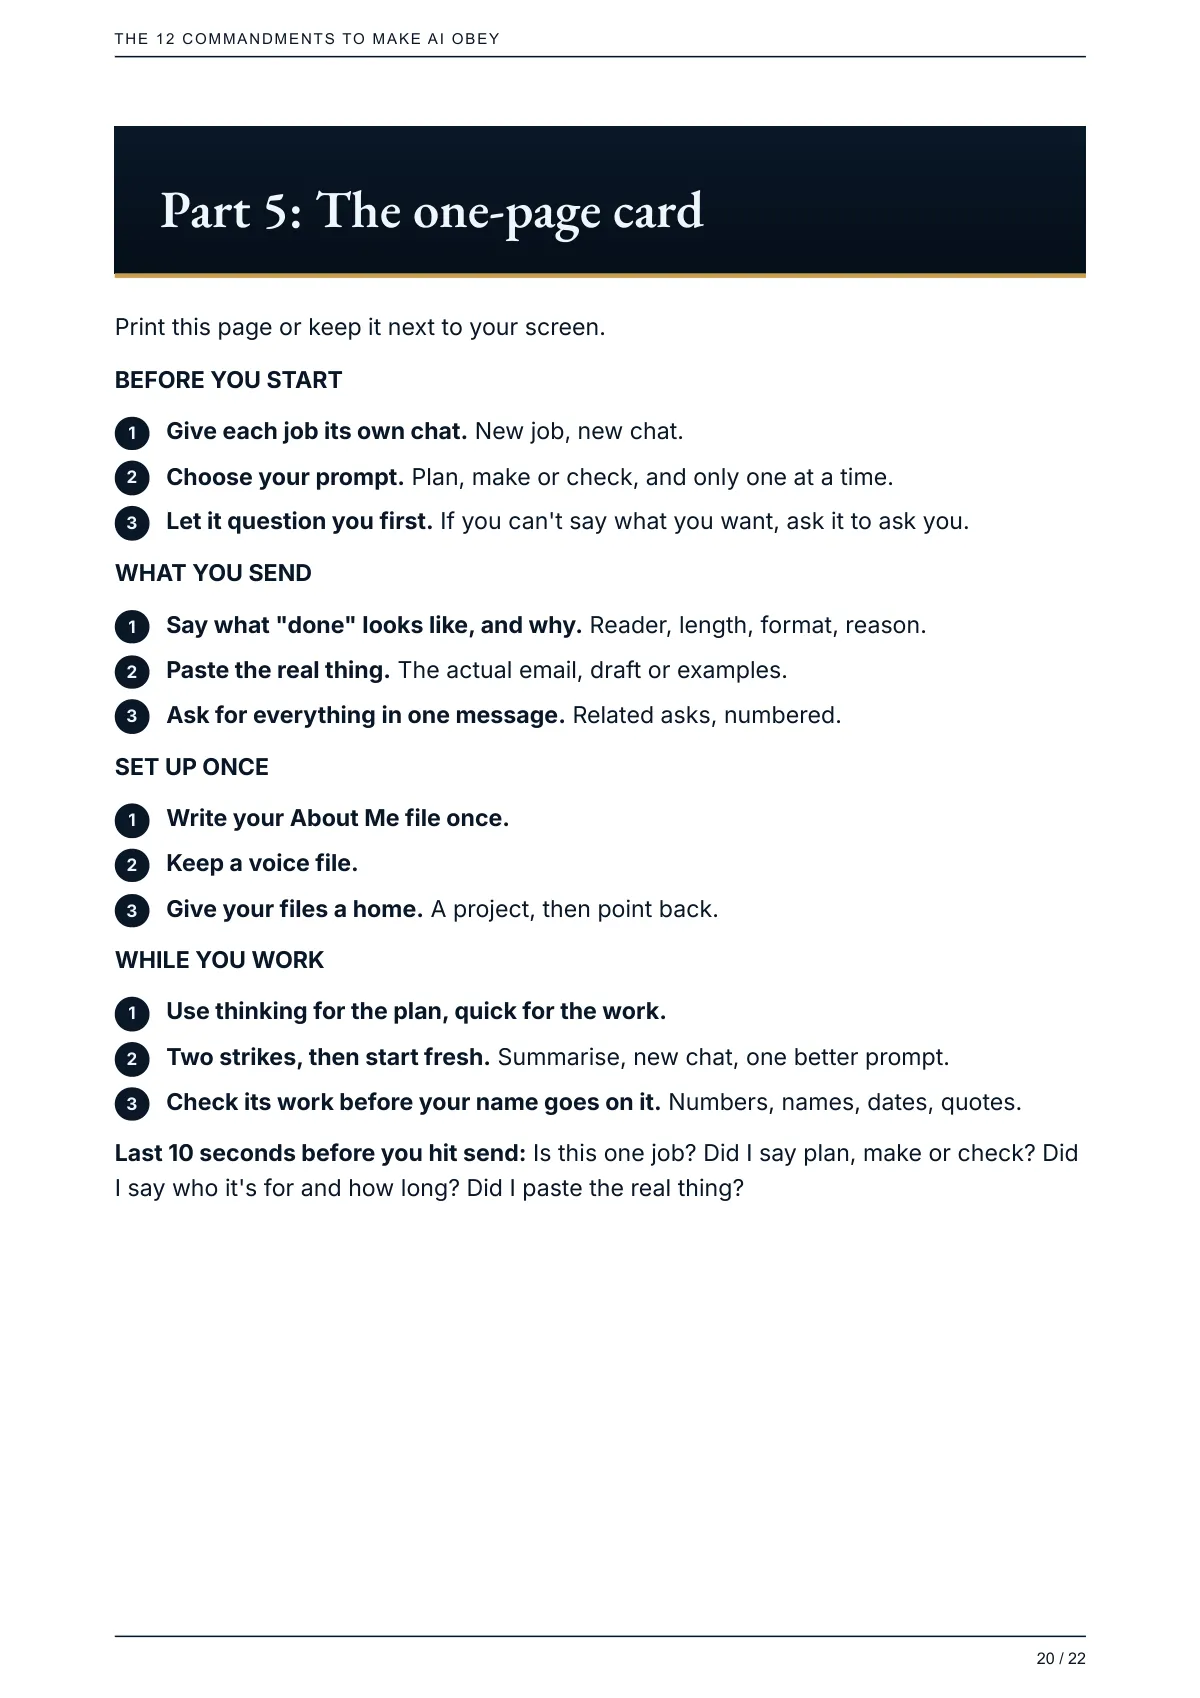 THE 12 COMMANDMENTS TO MAKE AI OBEY
Part 5: The one-page card
Print this page or keep it next to your screen.
BEFORE YOU START
1 Give each job its own chat. New job, new chat.
2 Choose your prompt. Plan, make or check, and only one at a time.
3 Let it question you first. If you can't say what you want, ask it to ask you.
WHAT YOU SEND
1 Say what "done" looks like, and why. Reader, length, format, reason.
2 Paste the real thing. The actual email, draft or examples.
3 Ask for everything in one message. Related asks, numbered.
SET UP ONCE
1 Write your About Me file once.
2 Keep a voice file.
3 Give your files a home. A project, then point back.
WHILE YOU WORK
1 Use thinking for the plan, quick for the work.
2 Two strikes, then start fresh. Summarise, new chat, one better prompt.
3 Check its work before your name goes on it. Numbers, names, dates, quotes.
Last 10 seconds before you hit send: Is this one job? Did I say plan, make or check? Did
I say who it's for and how long? Did I paste the real thing?
20 / 22